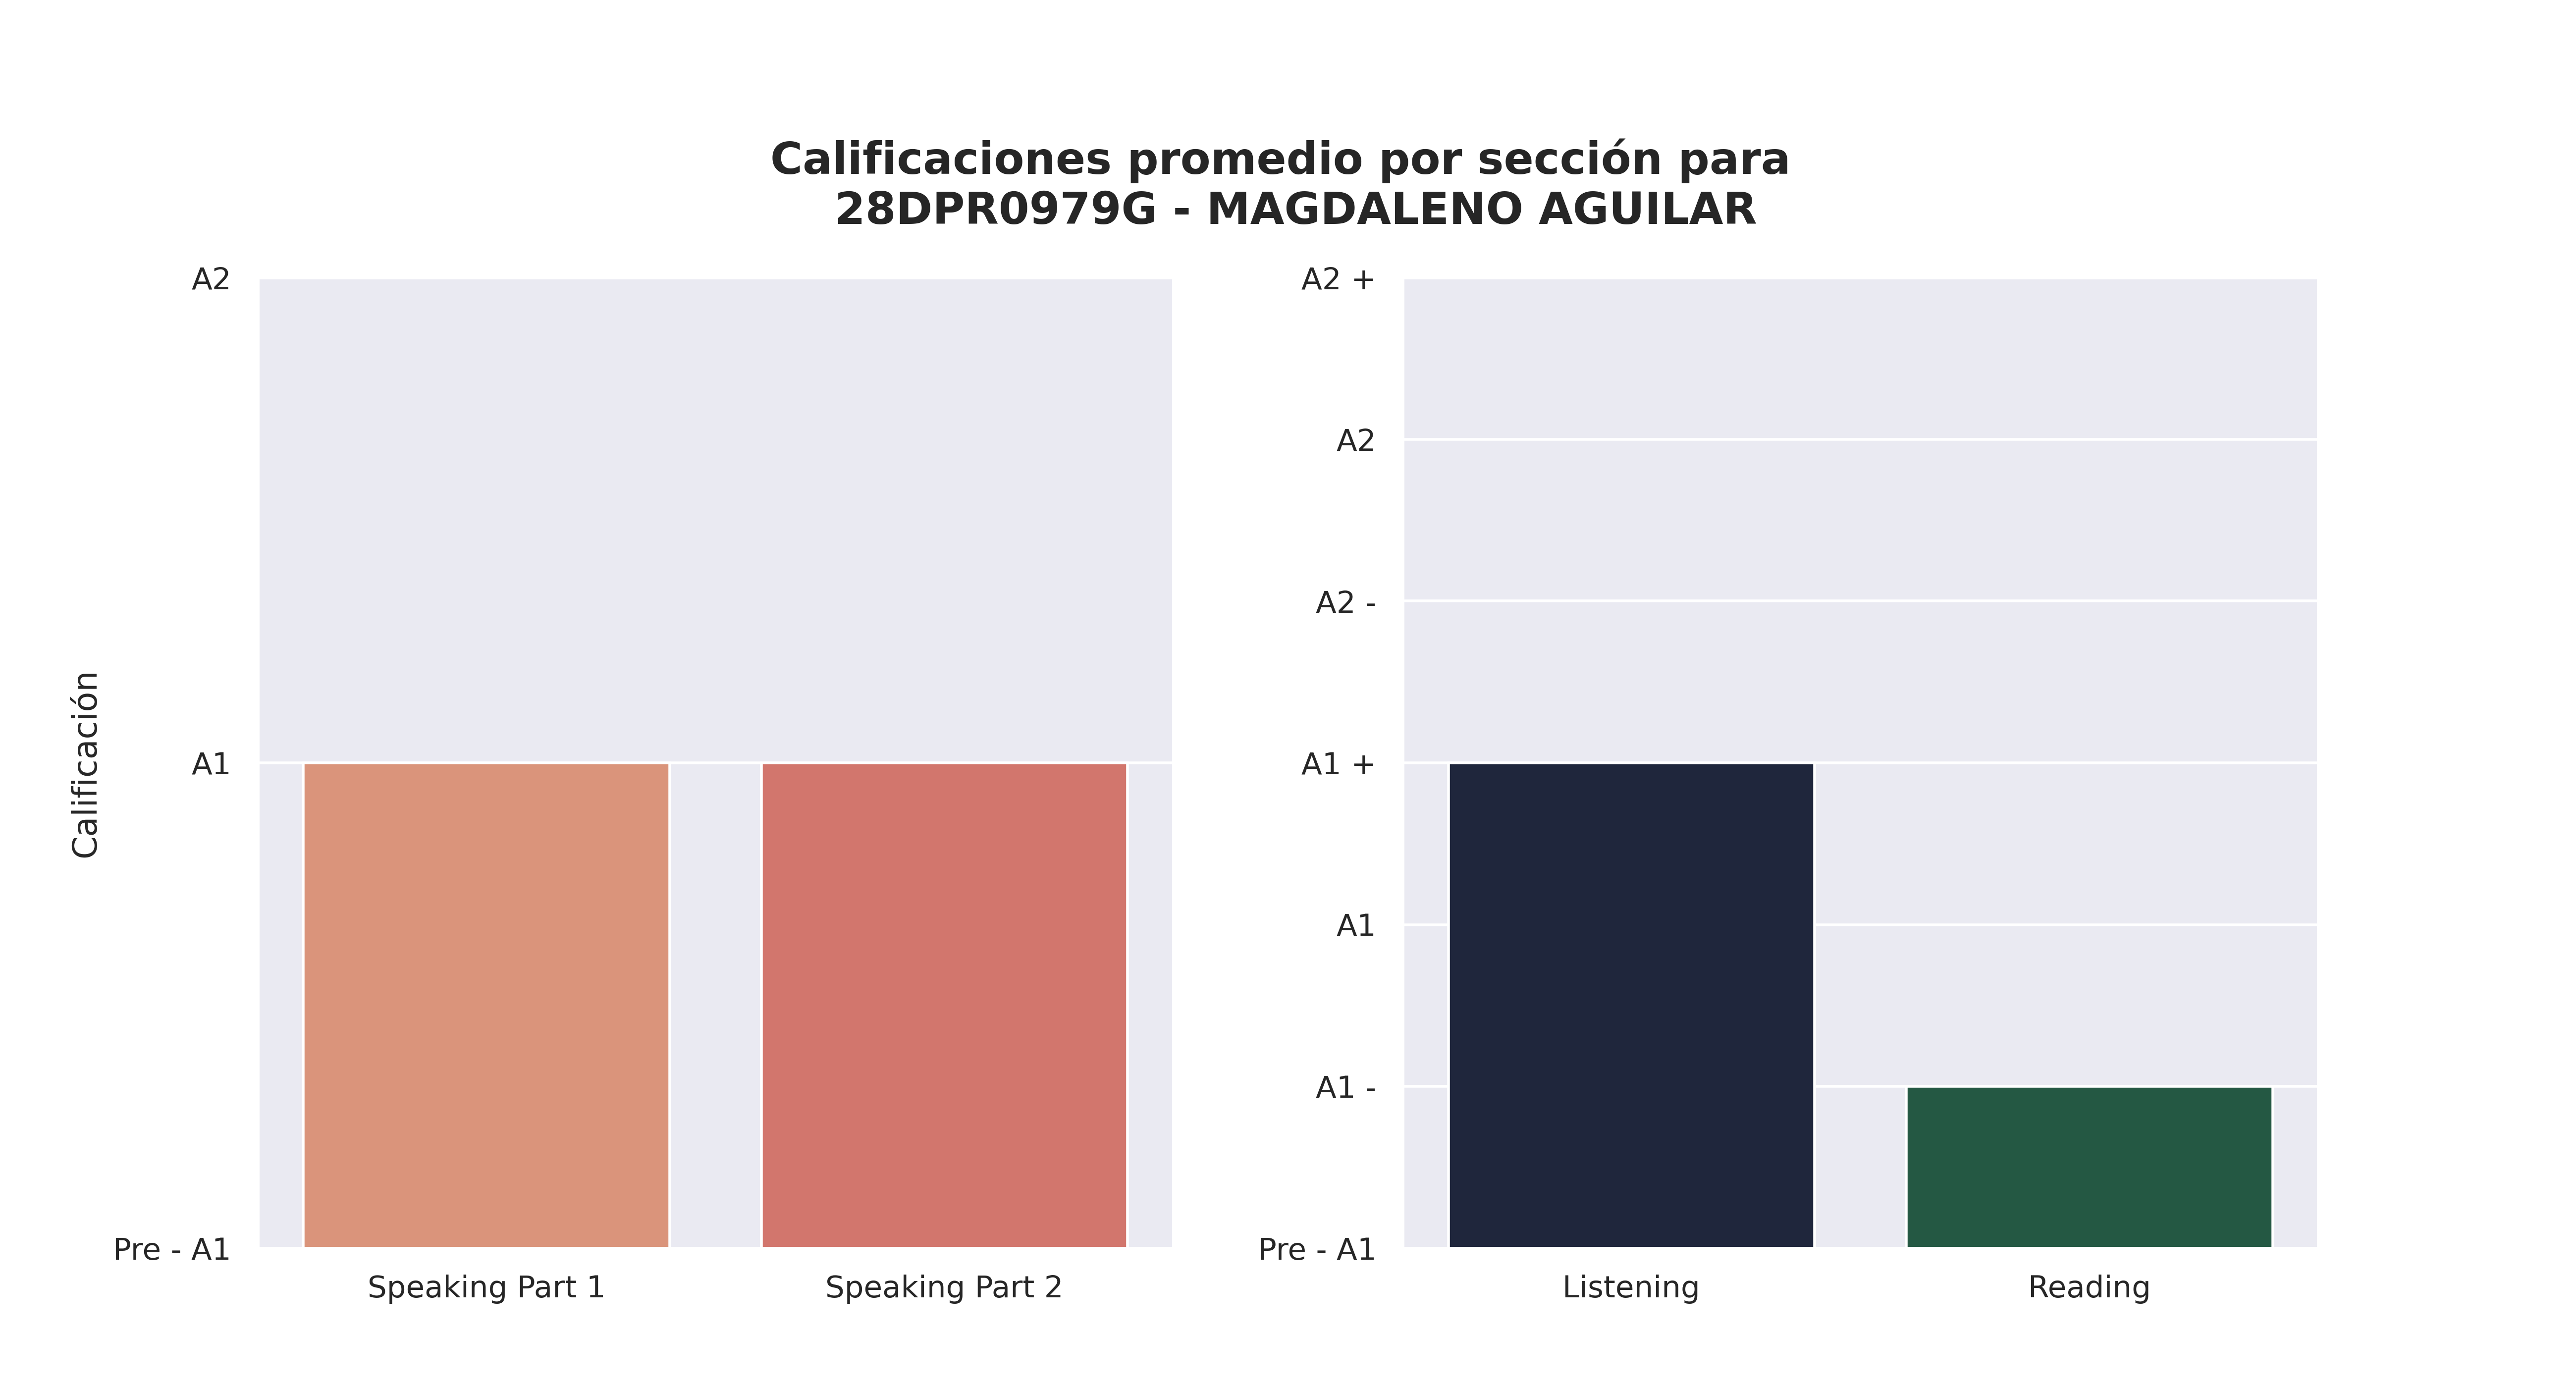 Calificaciones promedio por sección para
28DPR0979G - MAGDALENO AGUILAR
Calificación
A2
A1
Pre - A1
Speaking Part 1
Speaking Part 2
A2 +
A2
A2 -
A1 +
A1
A1 -
Pre - A1
Listening
Reading